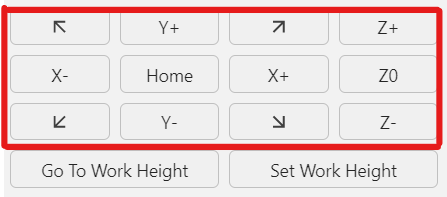 ↖ Y+ ↗ Z+
X- Home X+ Z0
↙ Y- ↘ Z-
Go To Work Height Set Work Height